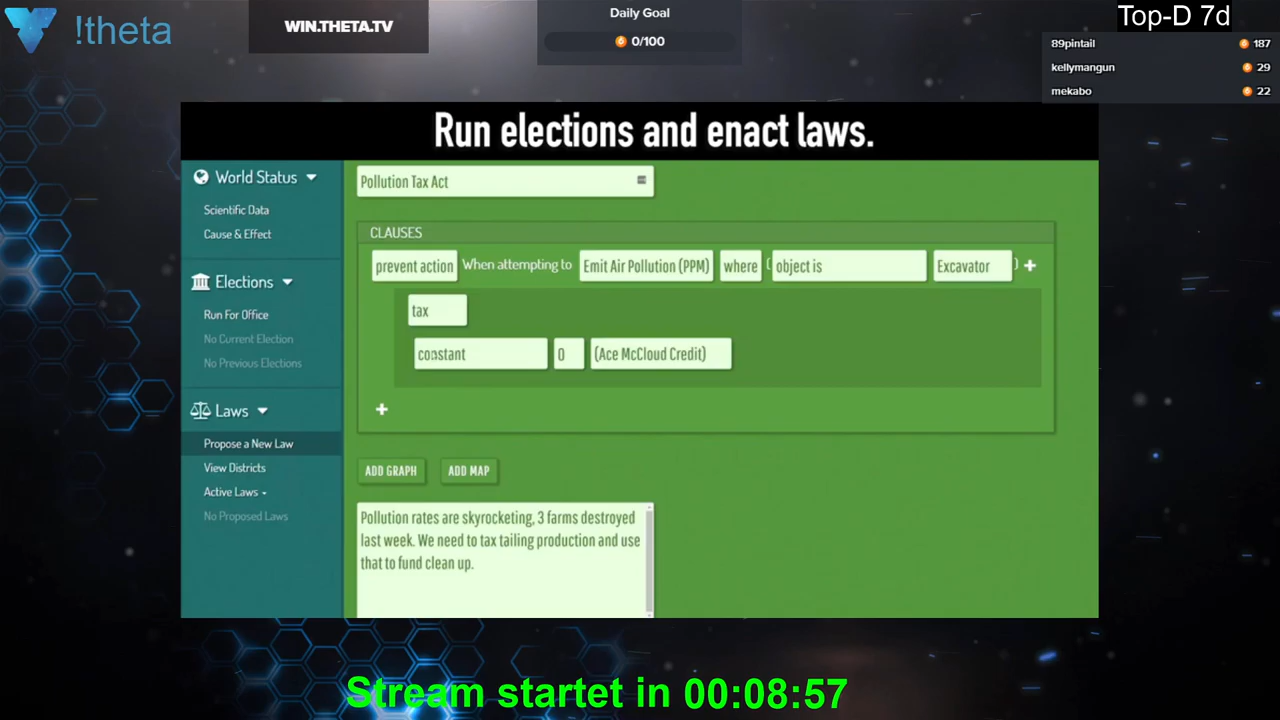 !theta
WIN.THETA.TV
Daily Goal
0/100
Top-D 7d
89pintail 187
kellymangun 29
mekabo 22
Run elections and enact laws.
World Status
Scientific Data
Cause & Effect
Elections
Run For Office
No Current Election
No Previous Elections
Laws
Propose a New Law
View Districts
Active Laws
No Proposed Laws
Pollution Tax Act
CLAUSES
prevent action When attempting to Emit Air Pollution (PPM) where ( object is Excavator ) +
tax
constant 0 (Ace McCloud Credit)
+
ADD GRAPH ADD MAP
Pollution rates are skyrocketing, 3 farms destroyed
last week. We need to tax tailing production and use
that to fund clean up.
Stream startet in 00:08:57